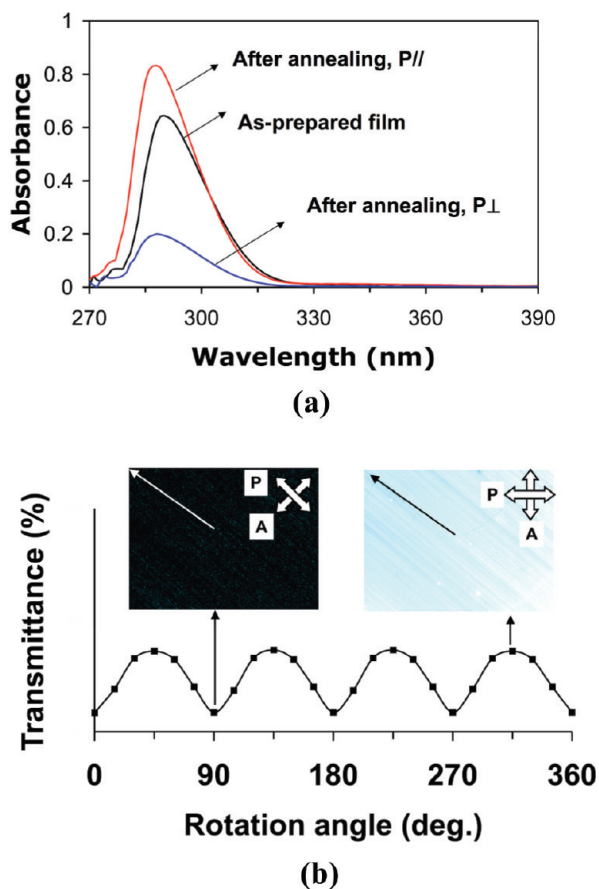 1
After annealing, P//
0.8
0.6
As-prepared film
0.4
After annealing, P⊥
0.2
0
Absorbance
270 300 330 360 390
Wavelength (nm)
(a)
P
A
P
A
Transmittance (%)
0 90 180 270 360
Rotation angle (deg.)
(b)